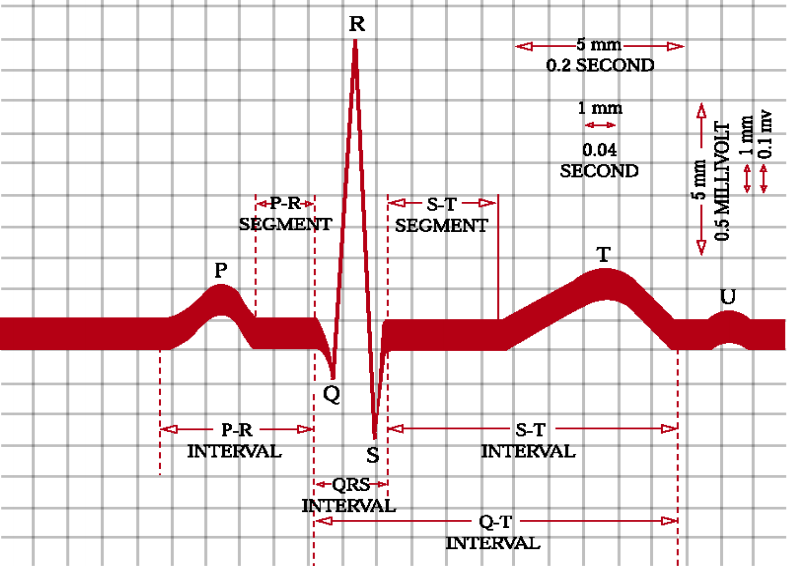 R
5 mm
0.2 SECOND
1 mm
0.04
SECOND
5 mm
0.5 MILLIVOLT
1 mm
0.1 mv
P-R
SEGMENT
S-T
SEGMENT
P
T
U
Q
S
P-R
INTERVAL
S-T
INTERVAL
QRS
INTERVAL
Q-T
INTERVAL